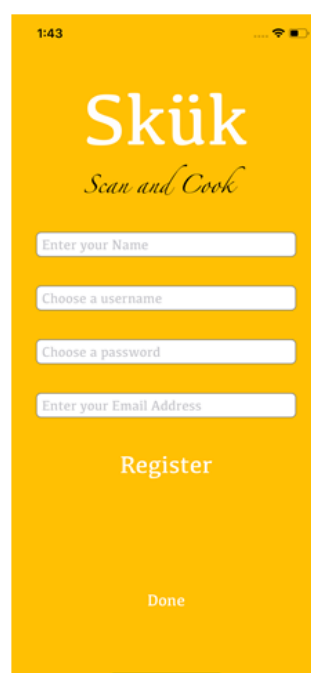 1:43
Skük
Scan and Cook
Enter your Name
Choose a username
Choose a password
Enter your Email Address
Register
Done